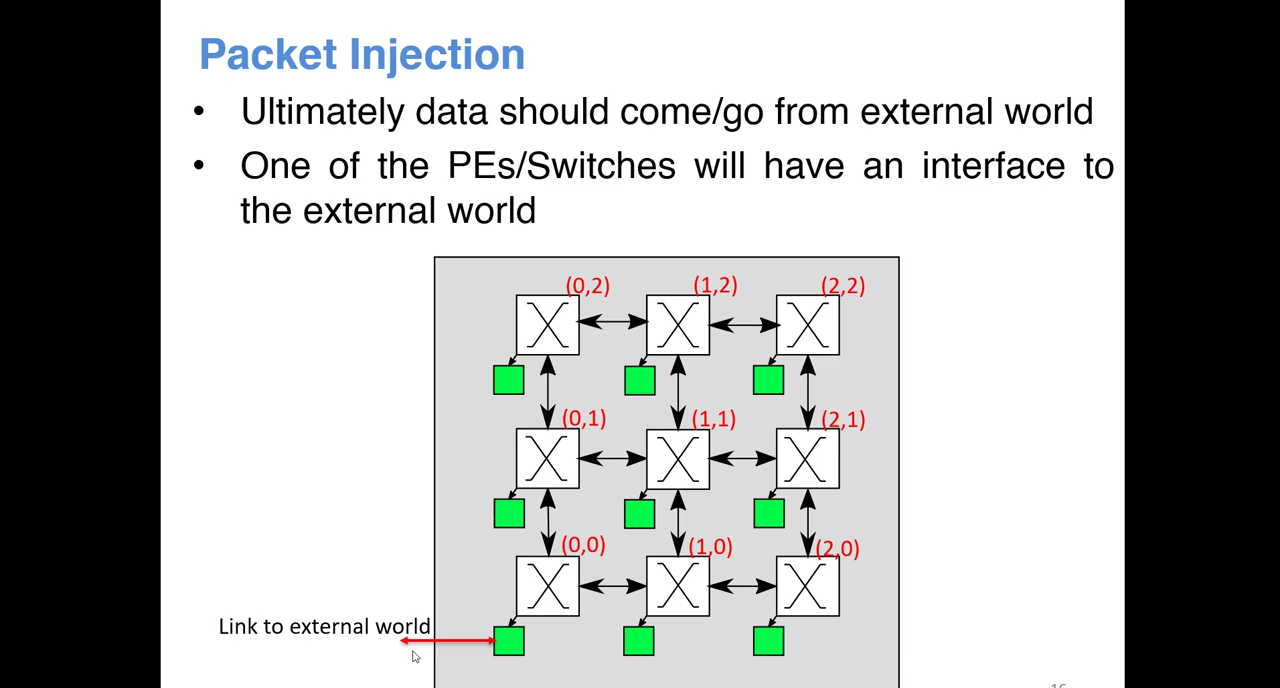 Packet Injection
• Ultimately data should come/go from external world
• One of the PEs/Switches will have an interface to
the external world
(0,2) (1,2) (2,2)
(0,1) (1,1) (2,1)
(0,0) (1,0) (2,0)
Link to external world